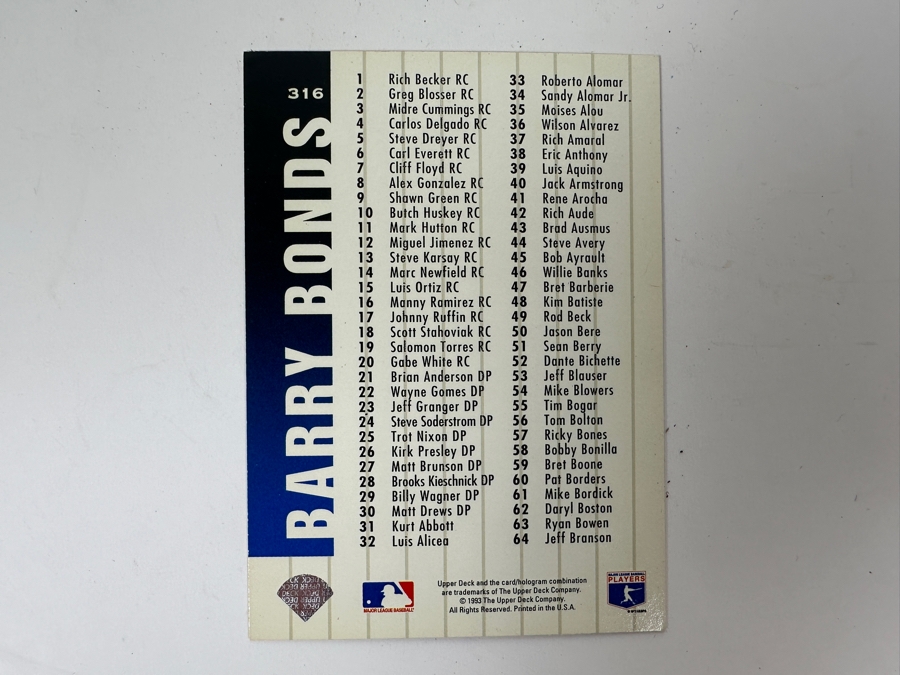 316
BARRY BONDS
1 Rich Becker RC
2 Greg Blosser RC
3 Midre Cummings RC
4 Carlos Delgado RC
5 Steve Dreyer RC
6 Carl Everett RC
7 Cliff Floyd RC
8 Alex Gonzalez RC
9 Shawn Green RC
10 Butch Huskey RC
11 Mark Hutton RC
12 Miguel Jimenez RC
13 Steve Karsay RC
14 Marc Newfield RC
15 Luis Ortiz RC
16 Manny Ramirez RC
17 Johnny Ruffin RC
18 Scott Stahoviak RC
19 Salomon Torres RC
20 Gabe White RC
21 Brian Anderson DP
22 Wayne Gomes DP
23 Jeff Granger DP
24 Steve Soderstrom DP
25 Trot Nixon DP
26 Kirk Presley DP
27 Matt Brunson DP
28 Brooks Kieschnick DP
29 Billy Wagner DP
30 Matt Drews DP
31 Kurt Abbott
32 Luis Alicea
33 Roberto Alomar
34 Sandy Alomar Jr.
35 Moises Alou
36 Wilson Alvarez
37 Rich Amaral
38 Eric Anthony
39 Luis Aquino
40 Jack Armstrong
41 Rene Arocha
42 Rich Aude
43 Brad Ausmus
44 Steve Avery
45 Bob Ayrault
46 Willie Banks
47 Bret Barberie
48 Kim Batiste
49 Rod Beck
50 Jason Bere
51 Sean Berry
52 Dante Bichette
53 Jeff Blauser
54 Mike Blowers
55 Tim Bogar
56 Tom Bolton
57 Ricky Bones
58 Bobby Bonilla
59 Bret Boone
60 Pat Borders
61 Mike Bordick
62 Daryl Boston
63 Ryan Bowen
64 Jeff Branson
UPPER DECK
MAJOR LEAGUE BASEBALL
Upper Deck and the card/hologram combination
are trademarks of The Upper Deck Company.
© 1993 The Upper Deck Company.
All Rights Reserved. Printed in the U.S.A.
MAJOR LEAGUE BASEBALL
PLAYERS